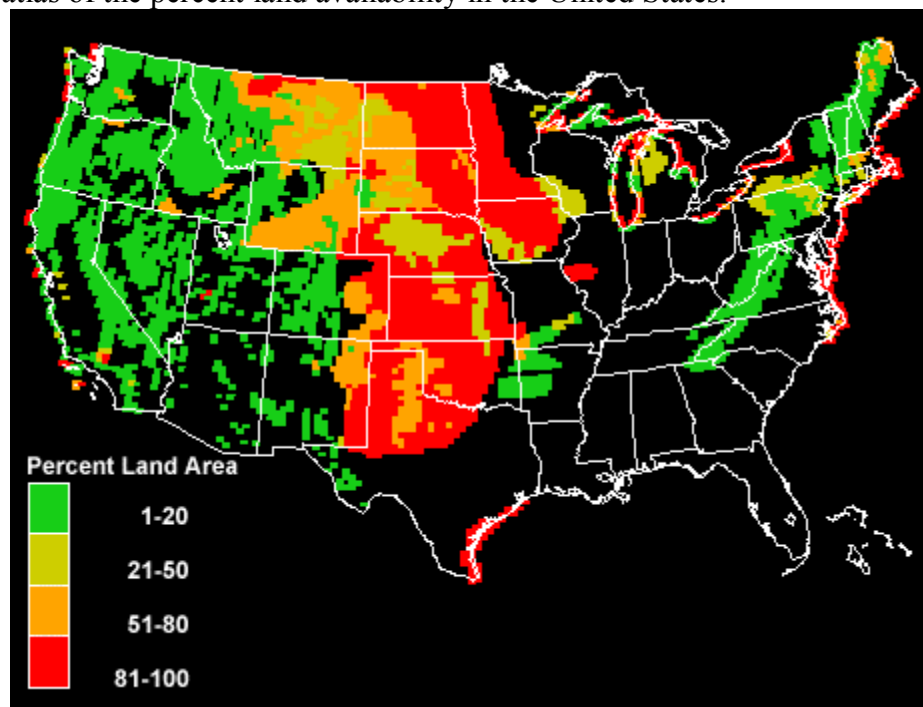 atlas of the percent land availability in the United States.
Percent Land Area
1-20
21-50
51-80
81-100